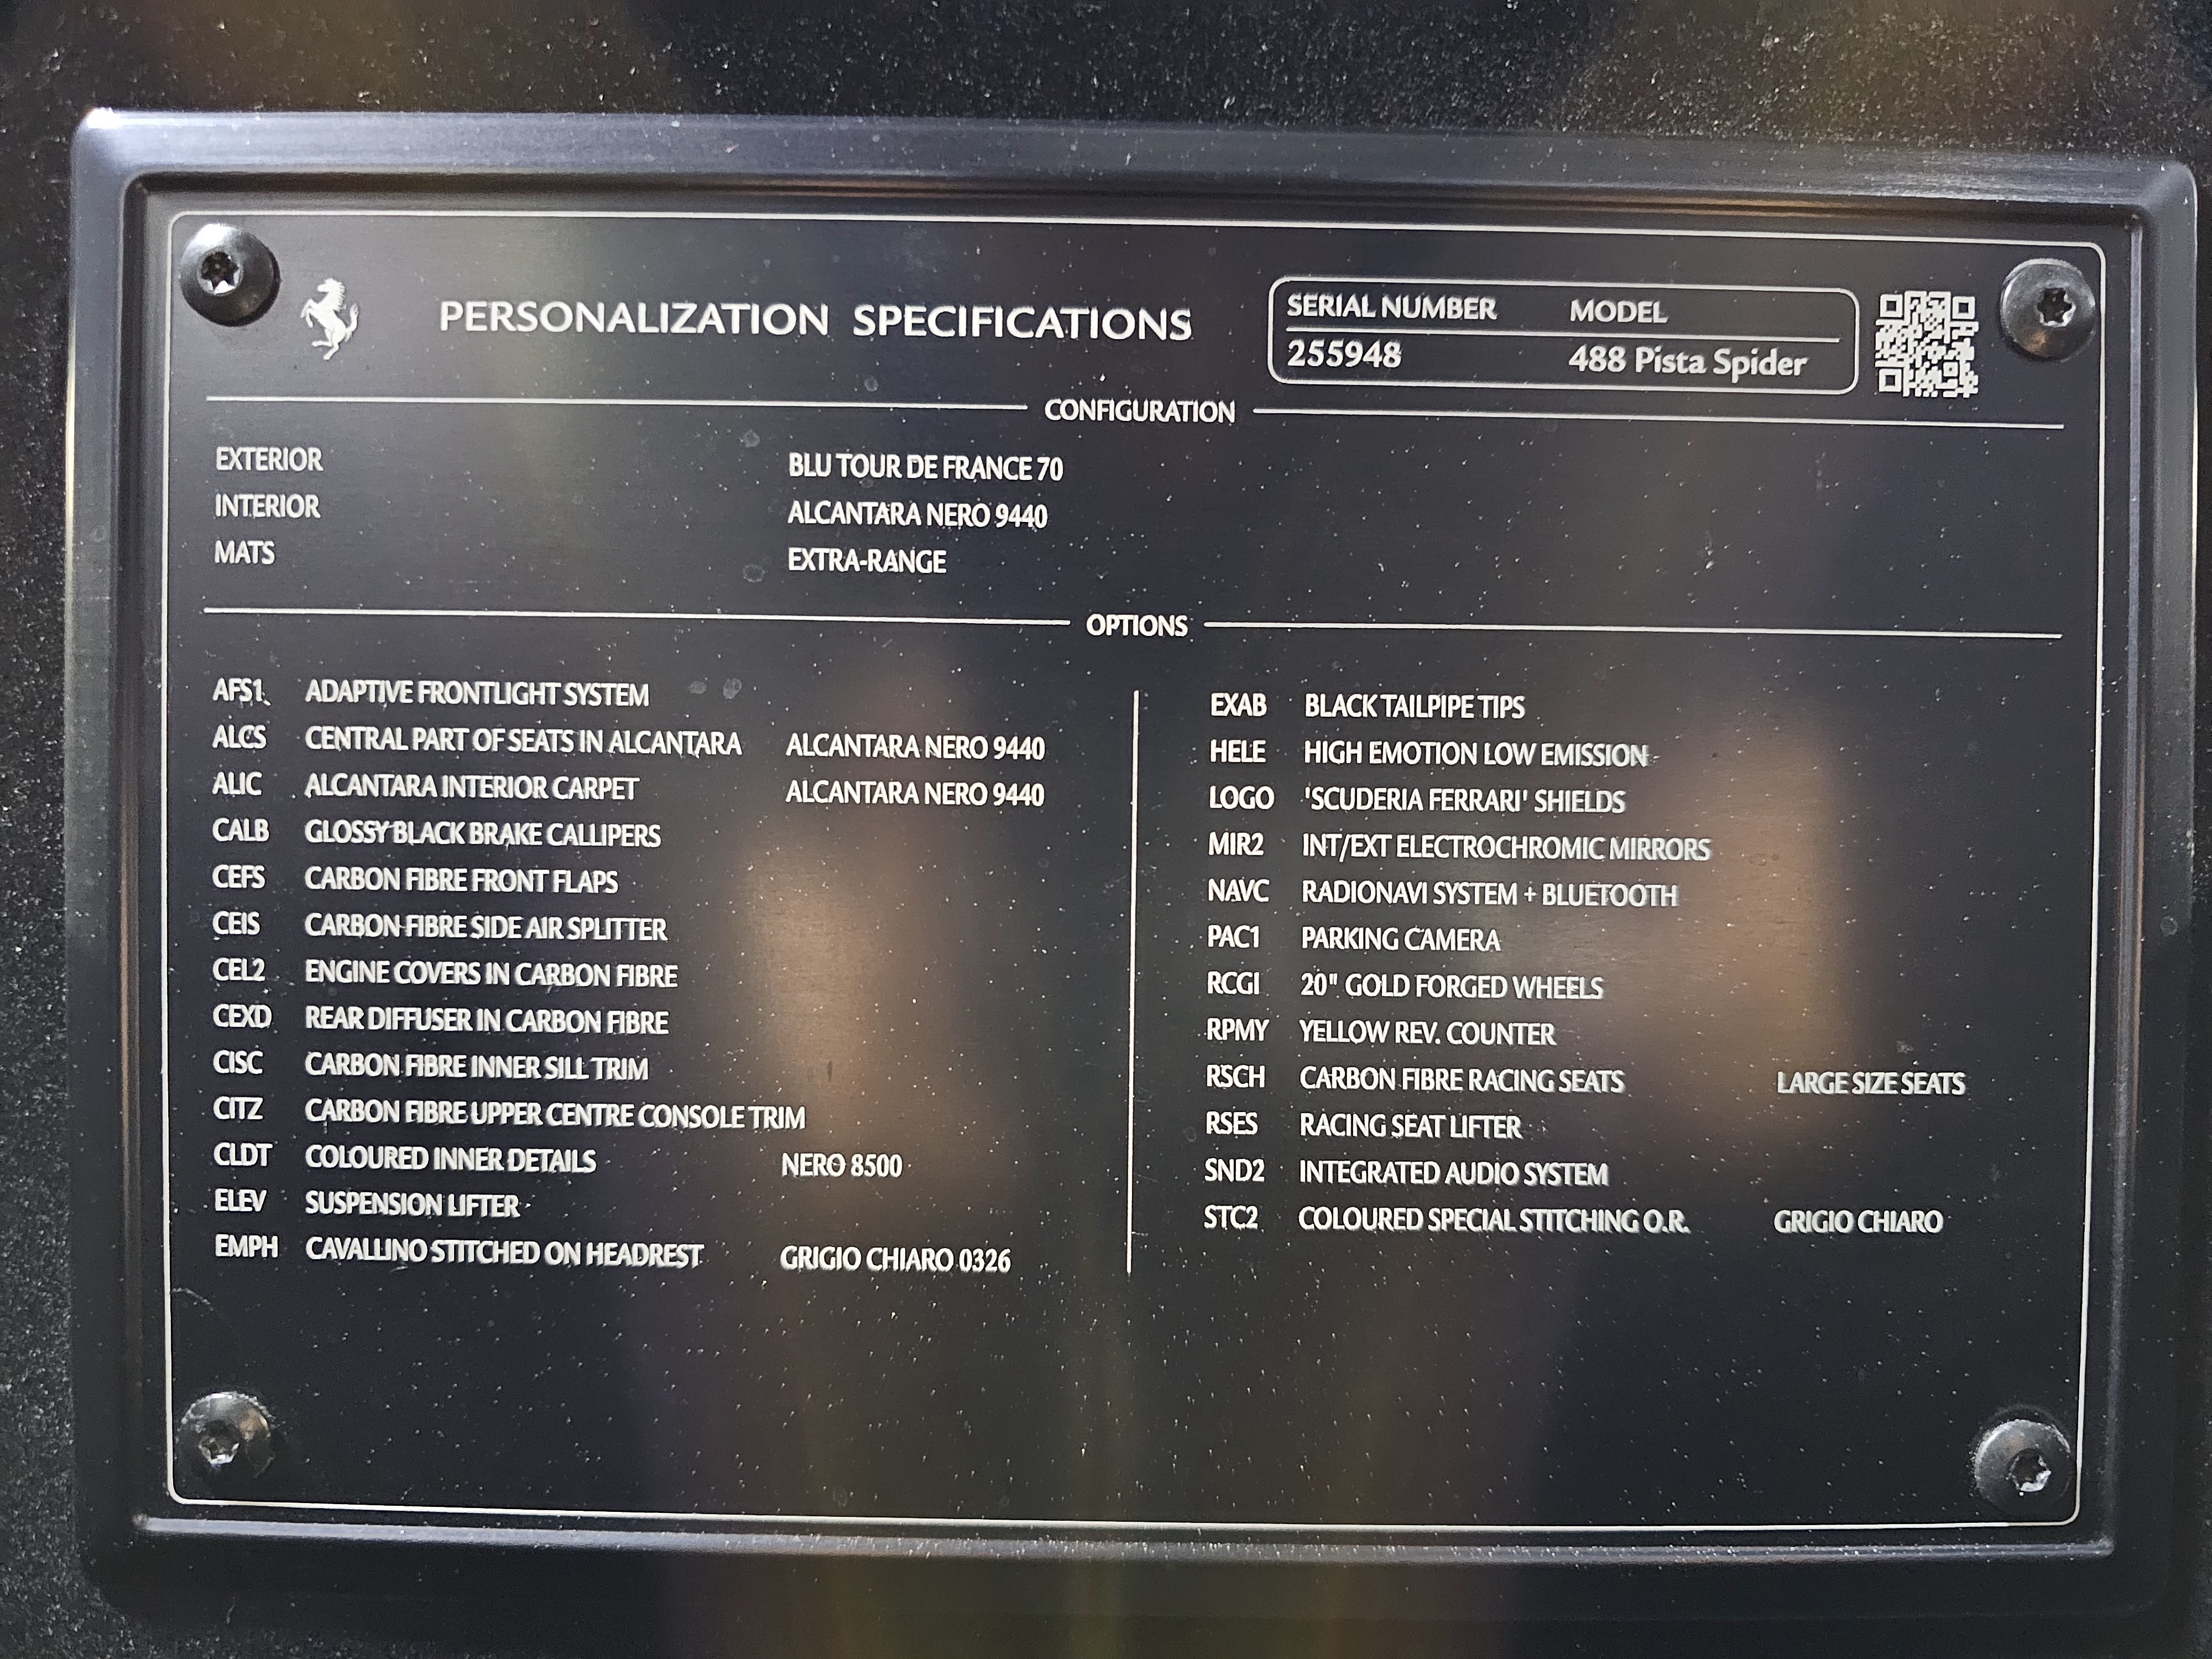 PERSONALIZATION SPECIFICATIONS
SERIAL NUMBER MODEL
255948 488 Pista Spider
CONFIGURATION
EXTERIOR BLU TOUR DE FRANCE 70
INTERIOR ALCANTARA NERO 9440
MATS EXTRA-RANGE
OPTIONS
AFS1 ADAPTIVE FRONTLIGHT SYSTEM
ALCS CENTRAL PART OF SEATS IN ALCANTARA ALCANTARA NERO 9440
ALIC ALCANTARA INTERIOR CARPET ALCANTARA NERO 9440
CALB GLOSSY BLACK BRAKE CALLIPERS
CEFS CARBON FIBRE FRONT FLAPS
CEIS CARBON FIBRE SIDE AIR SPLITTER
CEL2 ENGINE COVERS IN CARBON FIBRE
CEXD REAR DIFFUSER IN CARBON FIBRE
CISC CARBON FIBRE INNER SILL TRIM
CITZ CARBON FIBRE UPPER CENTRE CONSOLE TRIM
CLDT COLOURED INNER DETAILS NERO 8500
ELEV SUSPENSION LIFTER
EMPH CAVALLINO STITCHED ON HEADREST GRIGIO CHIARO 0326
EXAB BLACK TAILPIPE TIPS
HELE HIGH EMOTION LOW EMISSION
LOGO 'SCUDERIA FERRARI' SHIELDS
MIR2 INT/EXT ELECTROCHROMIC MIRRORS
NAVC RADIONAVI SYSTEM + BLUETOOTH
PAC1 PARKING CAMERA
RCGI 20" GOLD FORGED WHEELS
RPMY YELLOW REV. COUNTER
RSCH CARBON FIBRE RACING SEATS LARGE SIZE SEATS
RSES RACING SEAT LIFTER
SND2 INTEGRATED AUDIO SYSTEM
STC2 COLOURED SPECIAL STITCHING O.R. GRIGIO CHIARO